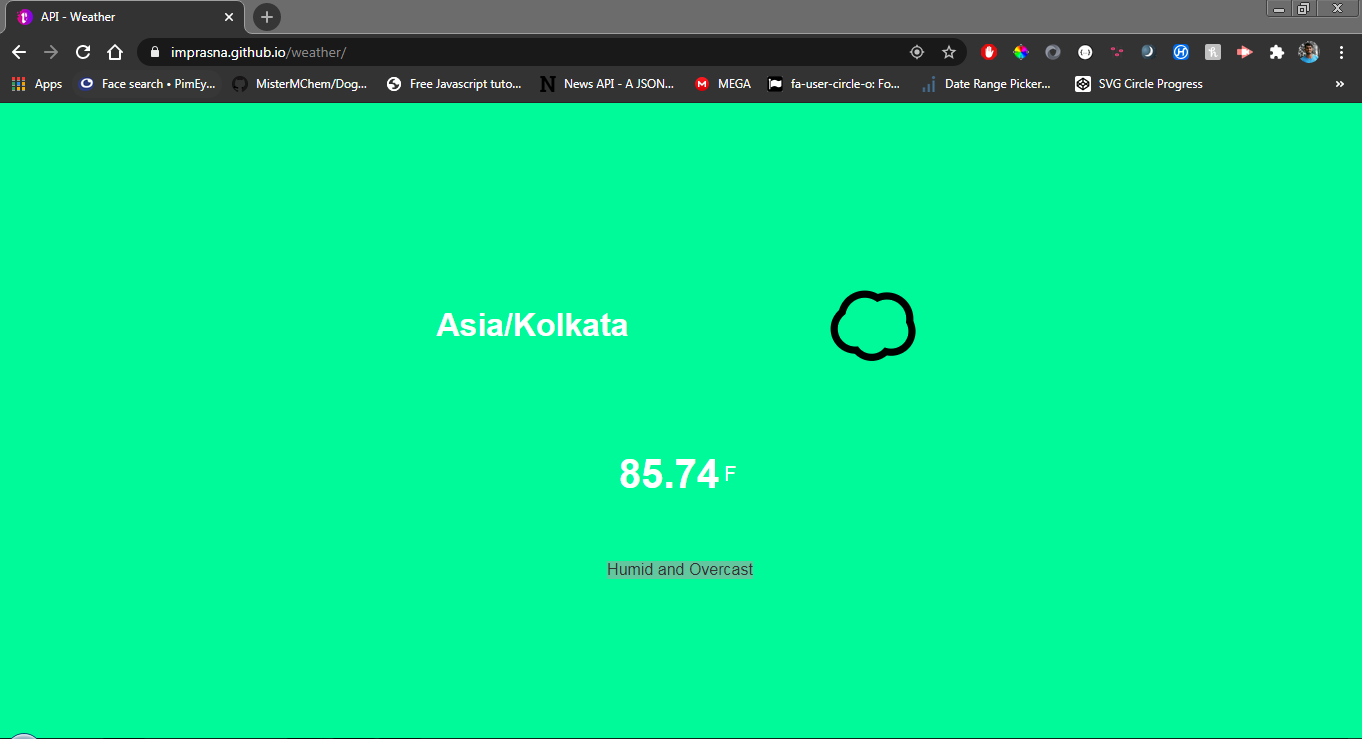 API - Weather
imprasna.github.io/weather/
Apps Face search • PimEy... MisterMChem/Dog... Free Javascript tuto... News API - A JSON... MEGA fa-user-circle-o: Fo... Date Range Picker... SVG Circle Progress »
Asia/Kolkata
85.74 F
Humid and Overcast